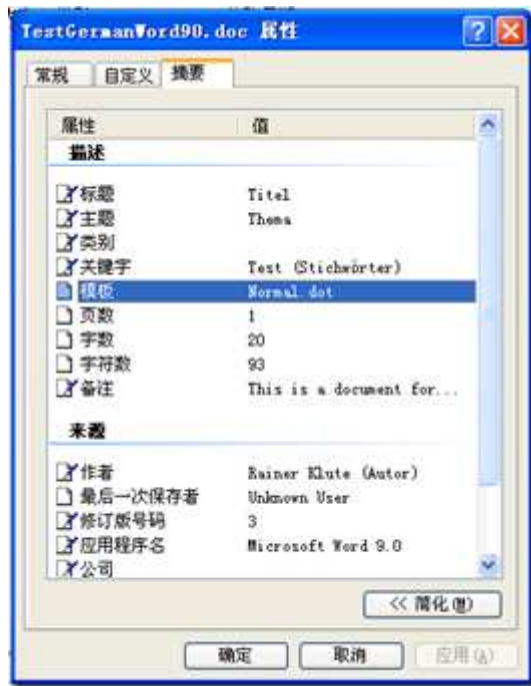 TestGermanWord90.doc 属性
常规 自定义 摘要
属性 值
描述
标题 Titel
主题 Thema
类别
关键字 Test (Stichwörter)
模板 Normal.dot
页数 1
字数 20
字符数 93
备注 This is a document for...
来源
作者 Rainer Klute (Autor)
最后一次保存者 Unknown User
修订版号码 3
应用程序名 Microsoft Word 9.0
公司
<< 简化(M)
确定 取消 应用(A)